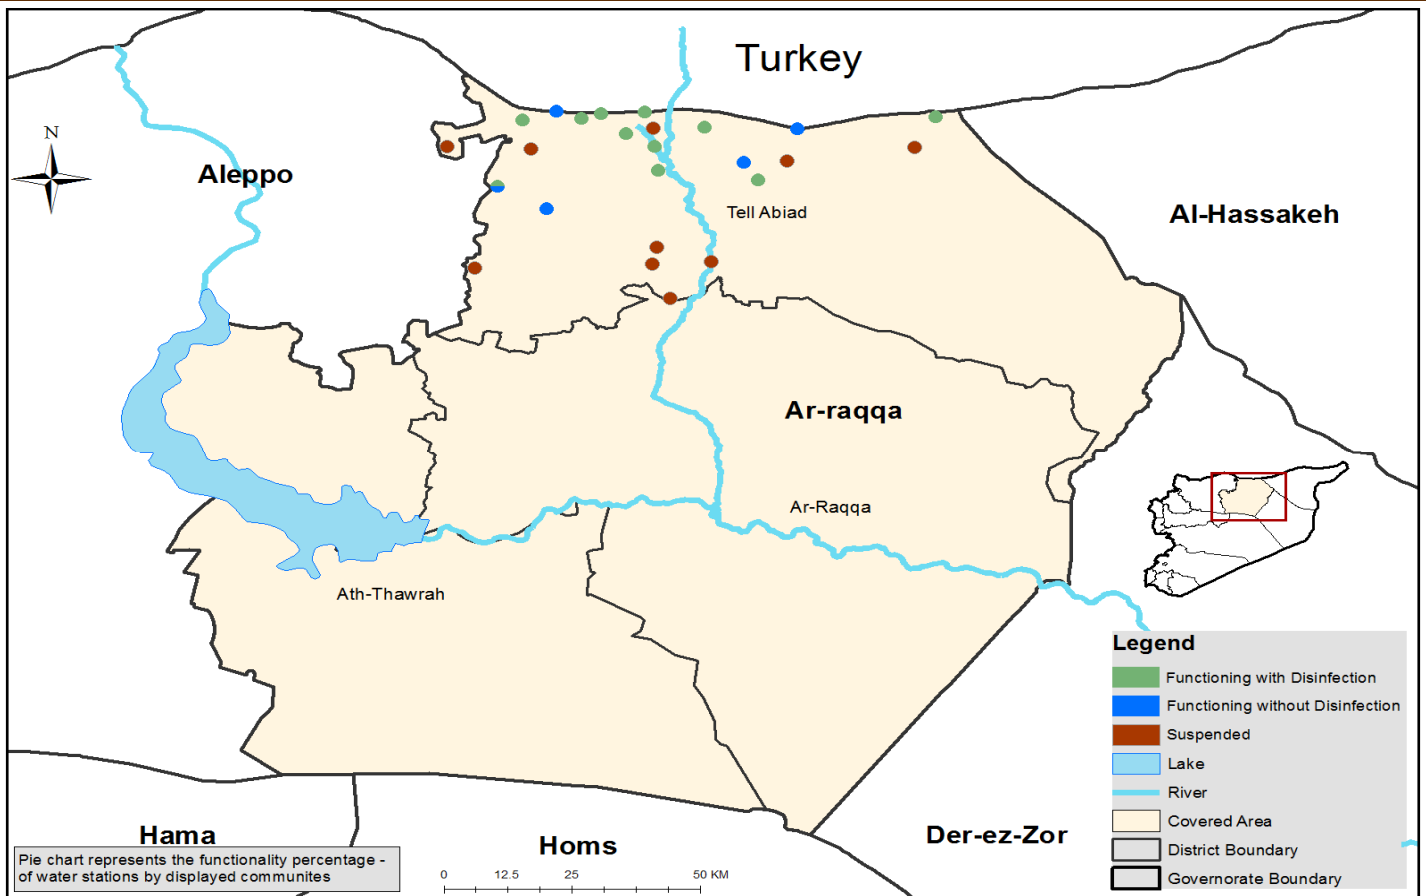 Turkey
N
Aleppo
Al-Hassakeh
Tell Abiad
Ar-raqqa
Ar-Raqqa
Ath-Thawrah
Legend
Functioning with Disinfection
Functioning without Disinfection
Suspended
Lake
River
Covered Area
District Boundary
Governorate Boundary
Hama
Homs
Der-ez-Zor
Pie chart represents the functionality percentage -
of water stations by displayed communites
0 12.5 25 50 KM